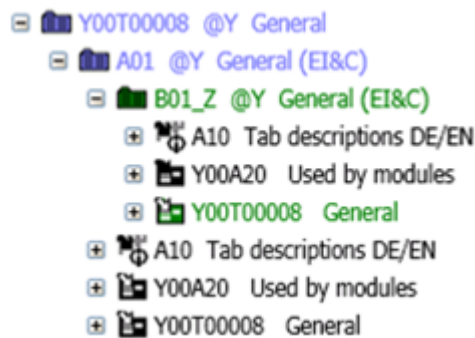 Y00T00008 @Y General
A01 @Y General (EI&C)
B01_Z @Y General (EI&C)
A10 Tab descriptions DE/EN
Y00A20 Used by modules
Y00T00008 General
A10 Tab descriptions DE/EN
Y00A20 Used by modules
Y00T00008 General